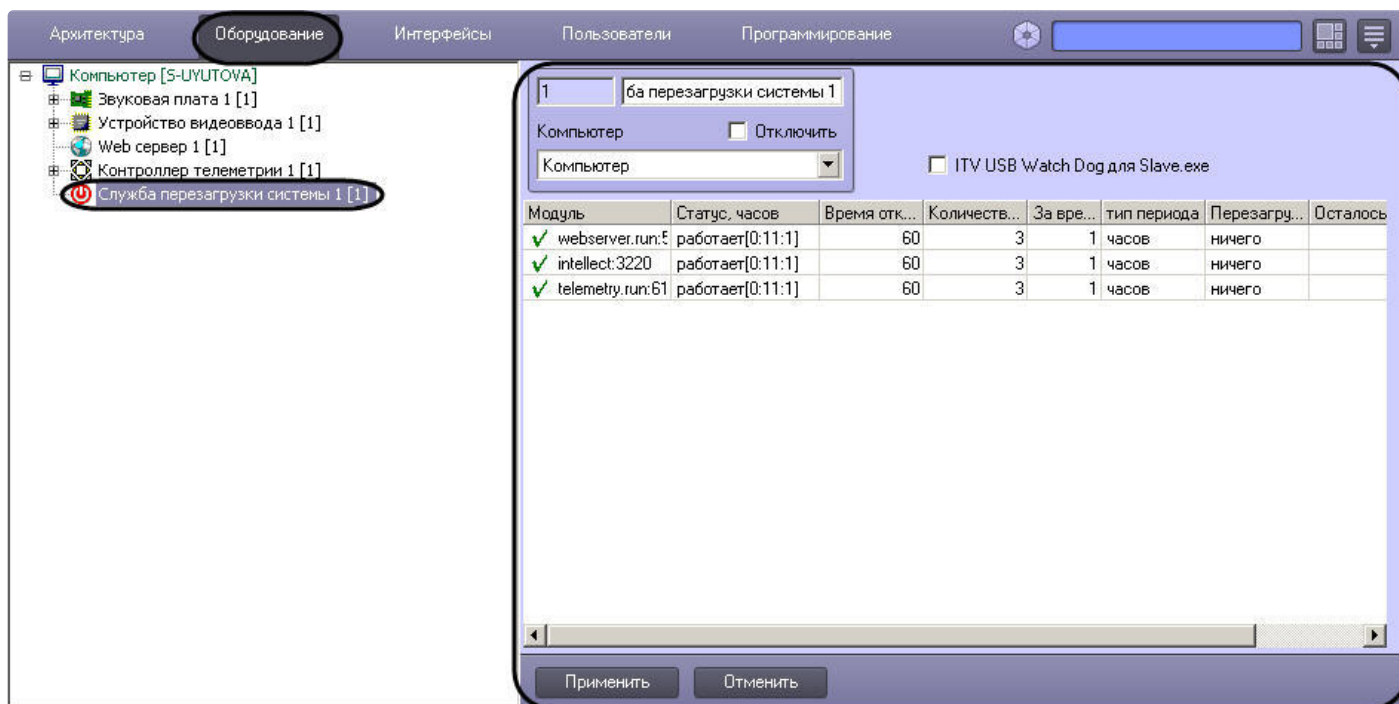 Архитектура Оборудование Интерфейсы Пользователи Программирование
Компьютер [S-UYUTOVA]
Звуковая плата 1 [1]
Устройство видеоввода 1 [1]
Web сервер 1 [1]
Контроллер телеметрии 1 [1]
Служба перезагрузки системы 1 [1]
1 ба перезагрузки системы 1
Компьютер Отключить
Компьютер
ITV USB Watch Dog для Slave.exe
Модуль Статус, часов Время отк... Количеств... За вре... тип периода Перезагру... Осталось
webserver.run:5 работает[0:11:1] 60 3 1 часов ничего
intellect:3220 работает[0:11:1] 60 3 1 часов ничего
telemetry.run:61 работает[0:11:1] 60 3 1 часов ничего
Применить Отменить